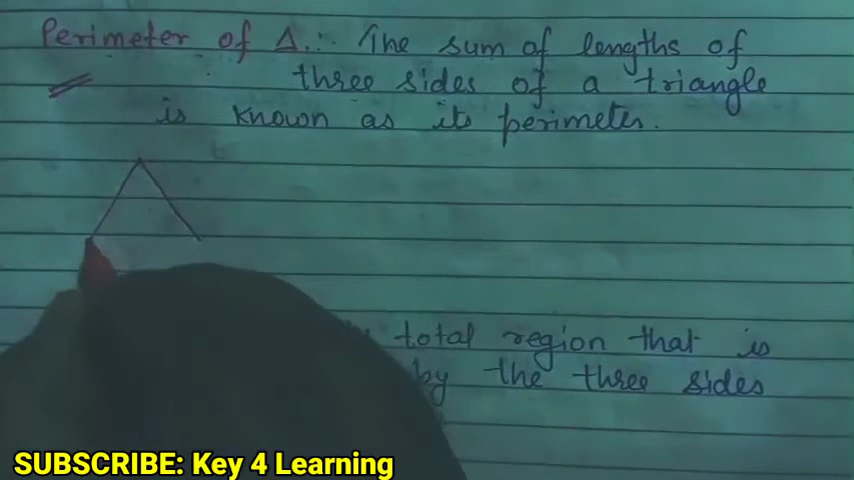 Perimeter of Δ :- The sum of lengths of
three sides of a triangle
is known as its perimeter.
total region that is
by the three sides
SUBSCRIBE: Key 4 Learning